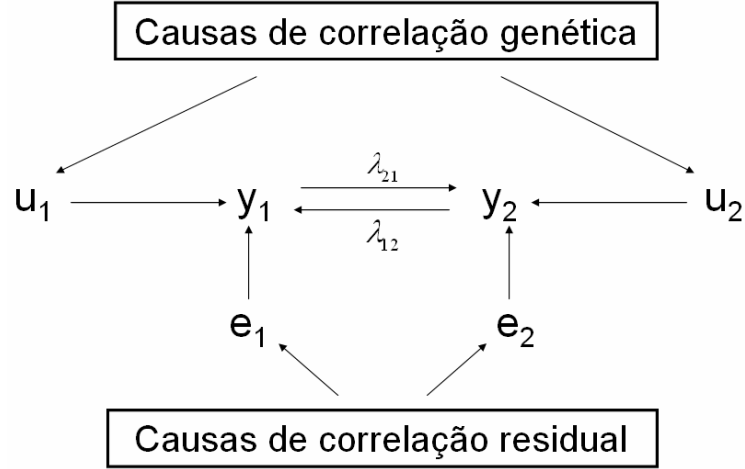 Causas de correlação genética
λ₂₁
u₁ y₁ y₂ u₂
λ₁₂
e₁ e₂
Causas de correlação residual